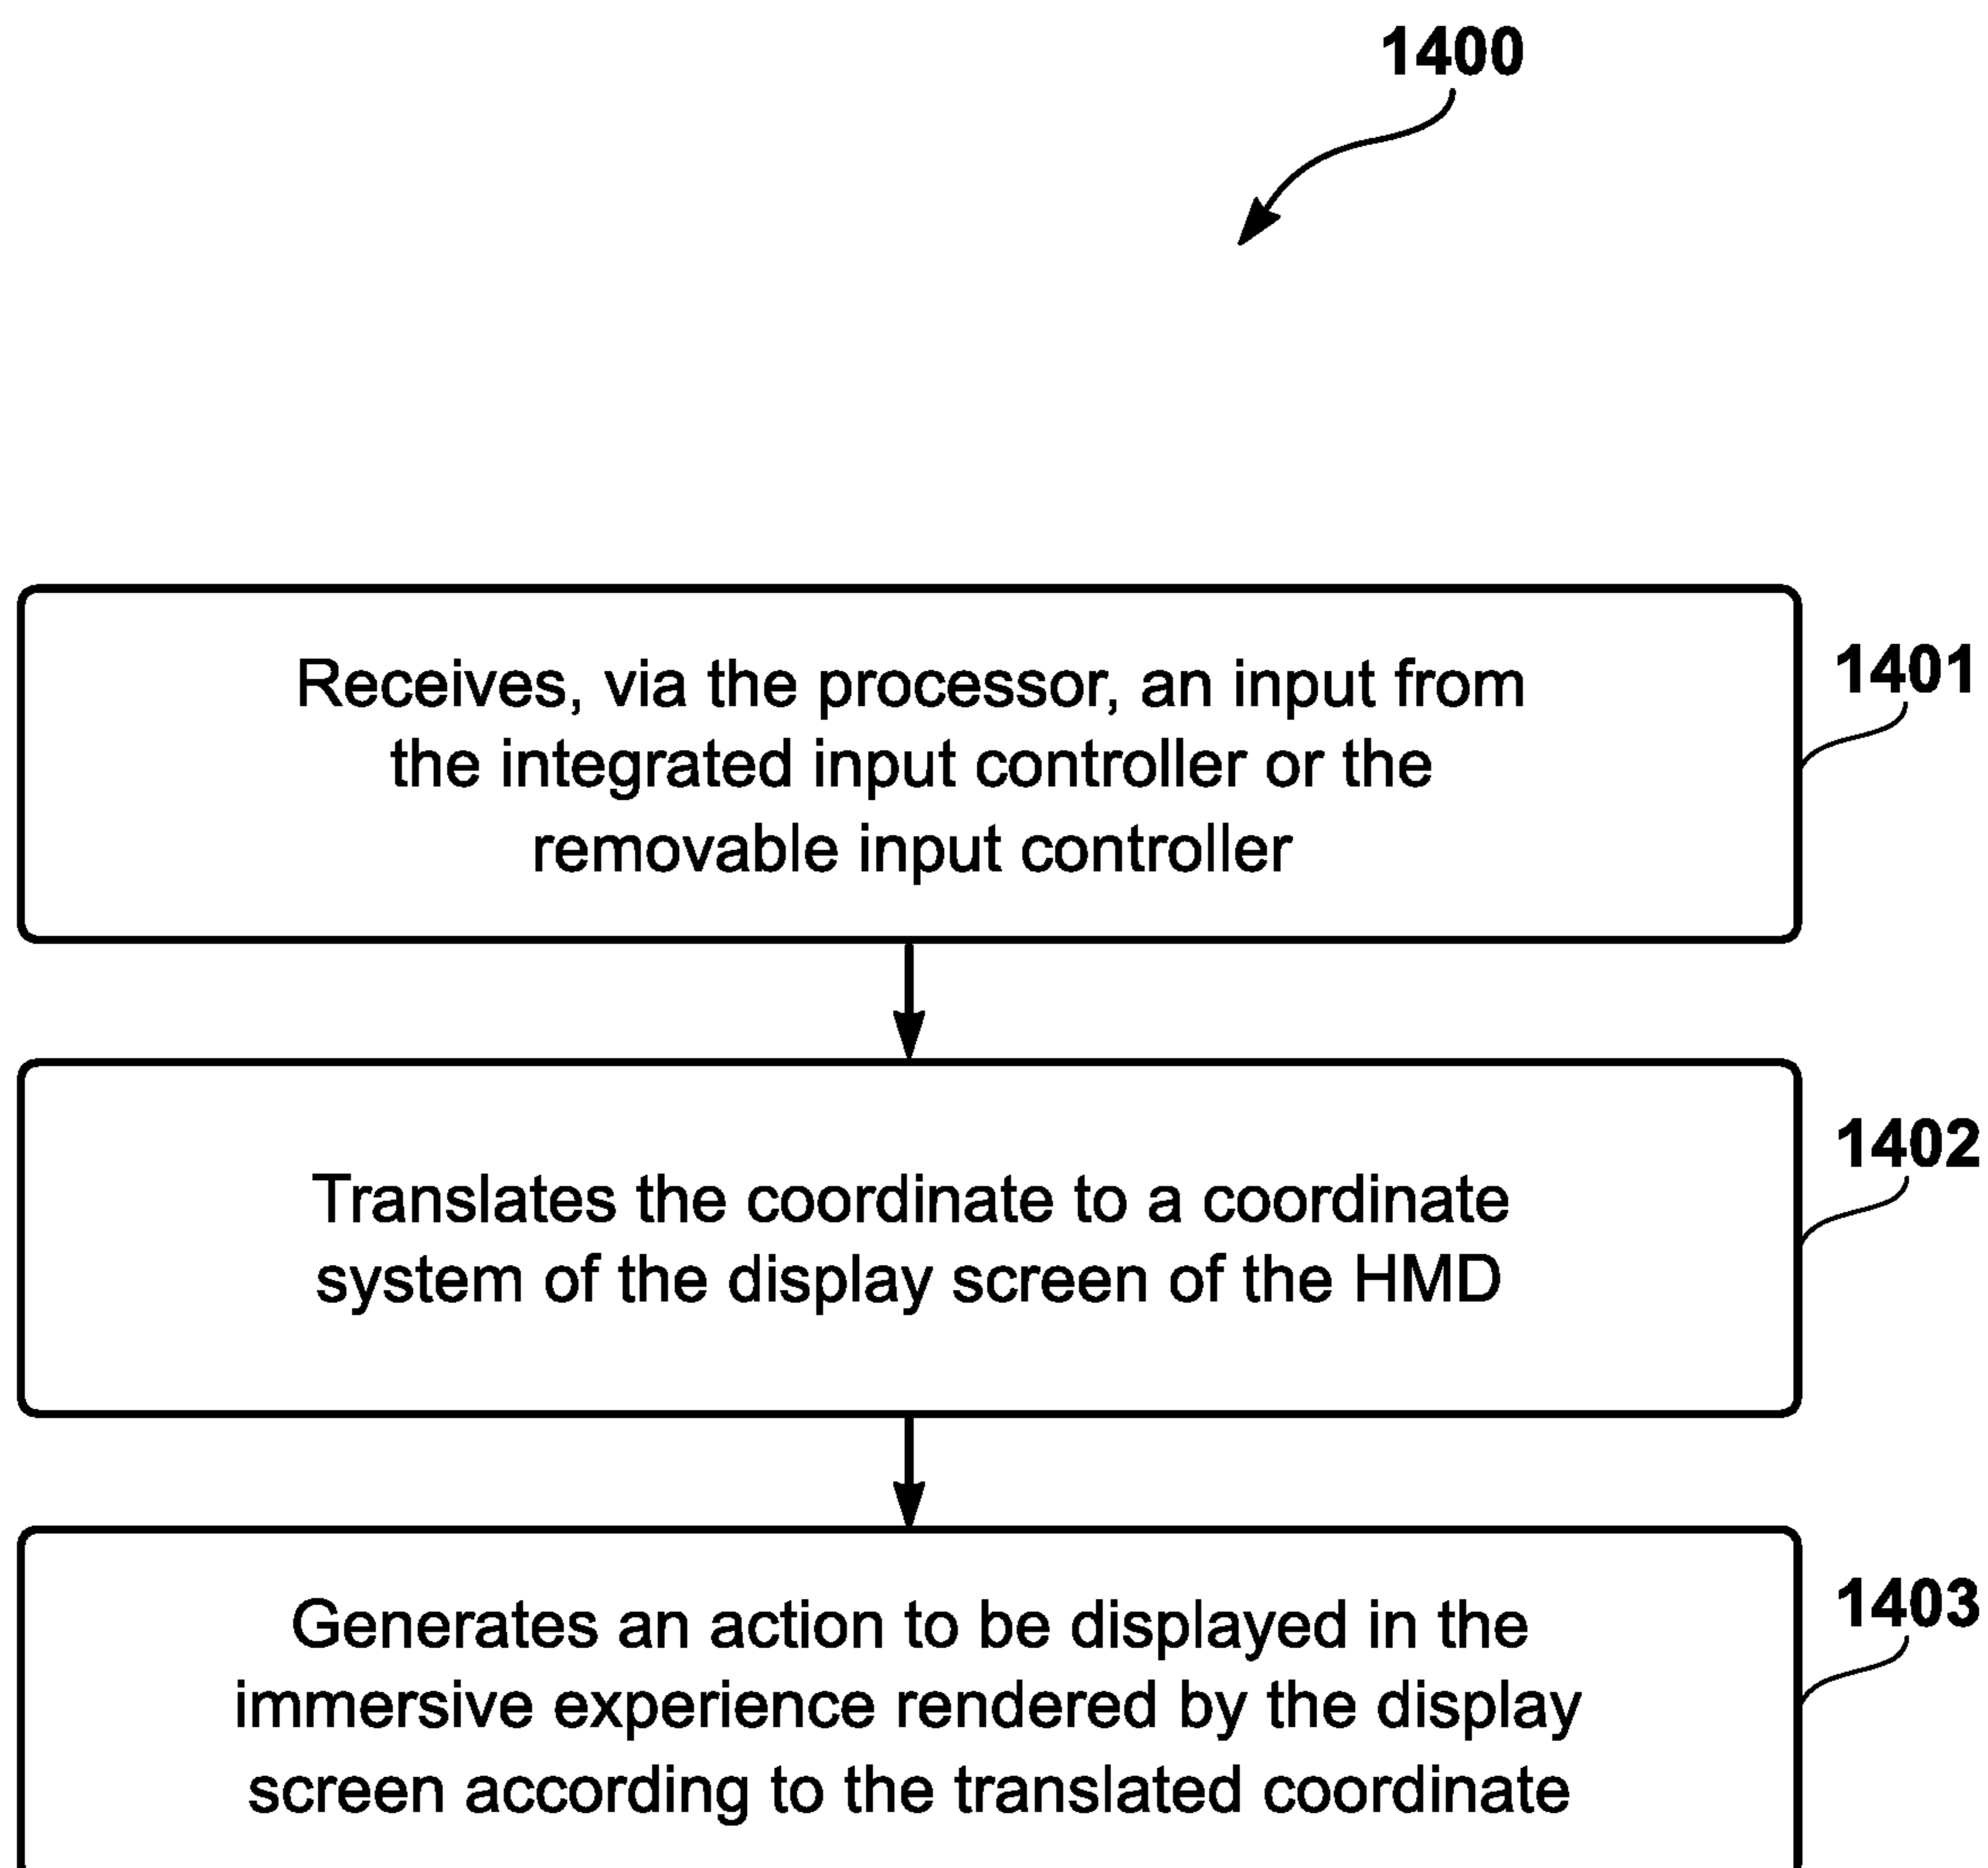 1400
Receives, via the processor, an input from
the integrated input controller or the
removable input controller
1401
Translates the coordinate to a coordinate
system of the display screen of the HMD
1402
Generates an action to be displayed in the
immersive experience rendered by the display
screen according to the translated coordinate
1403